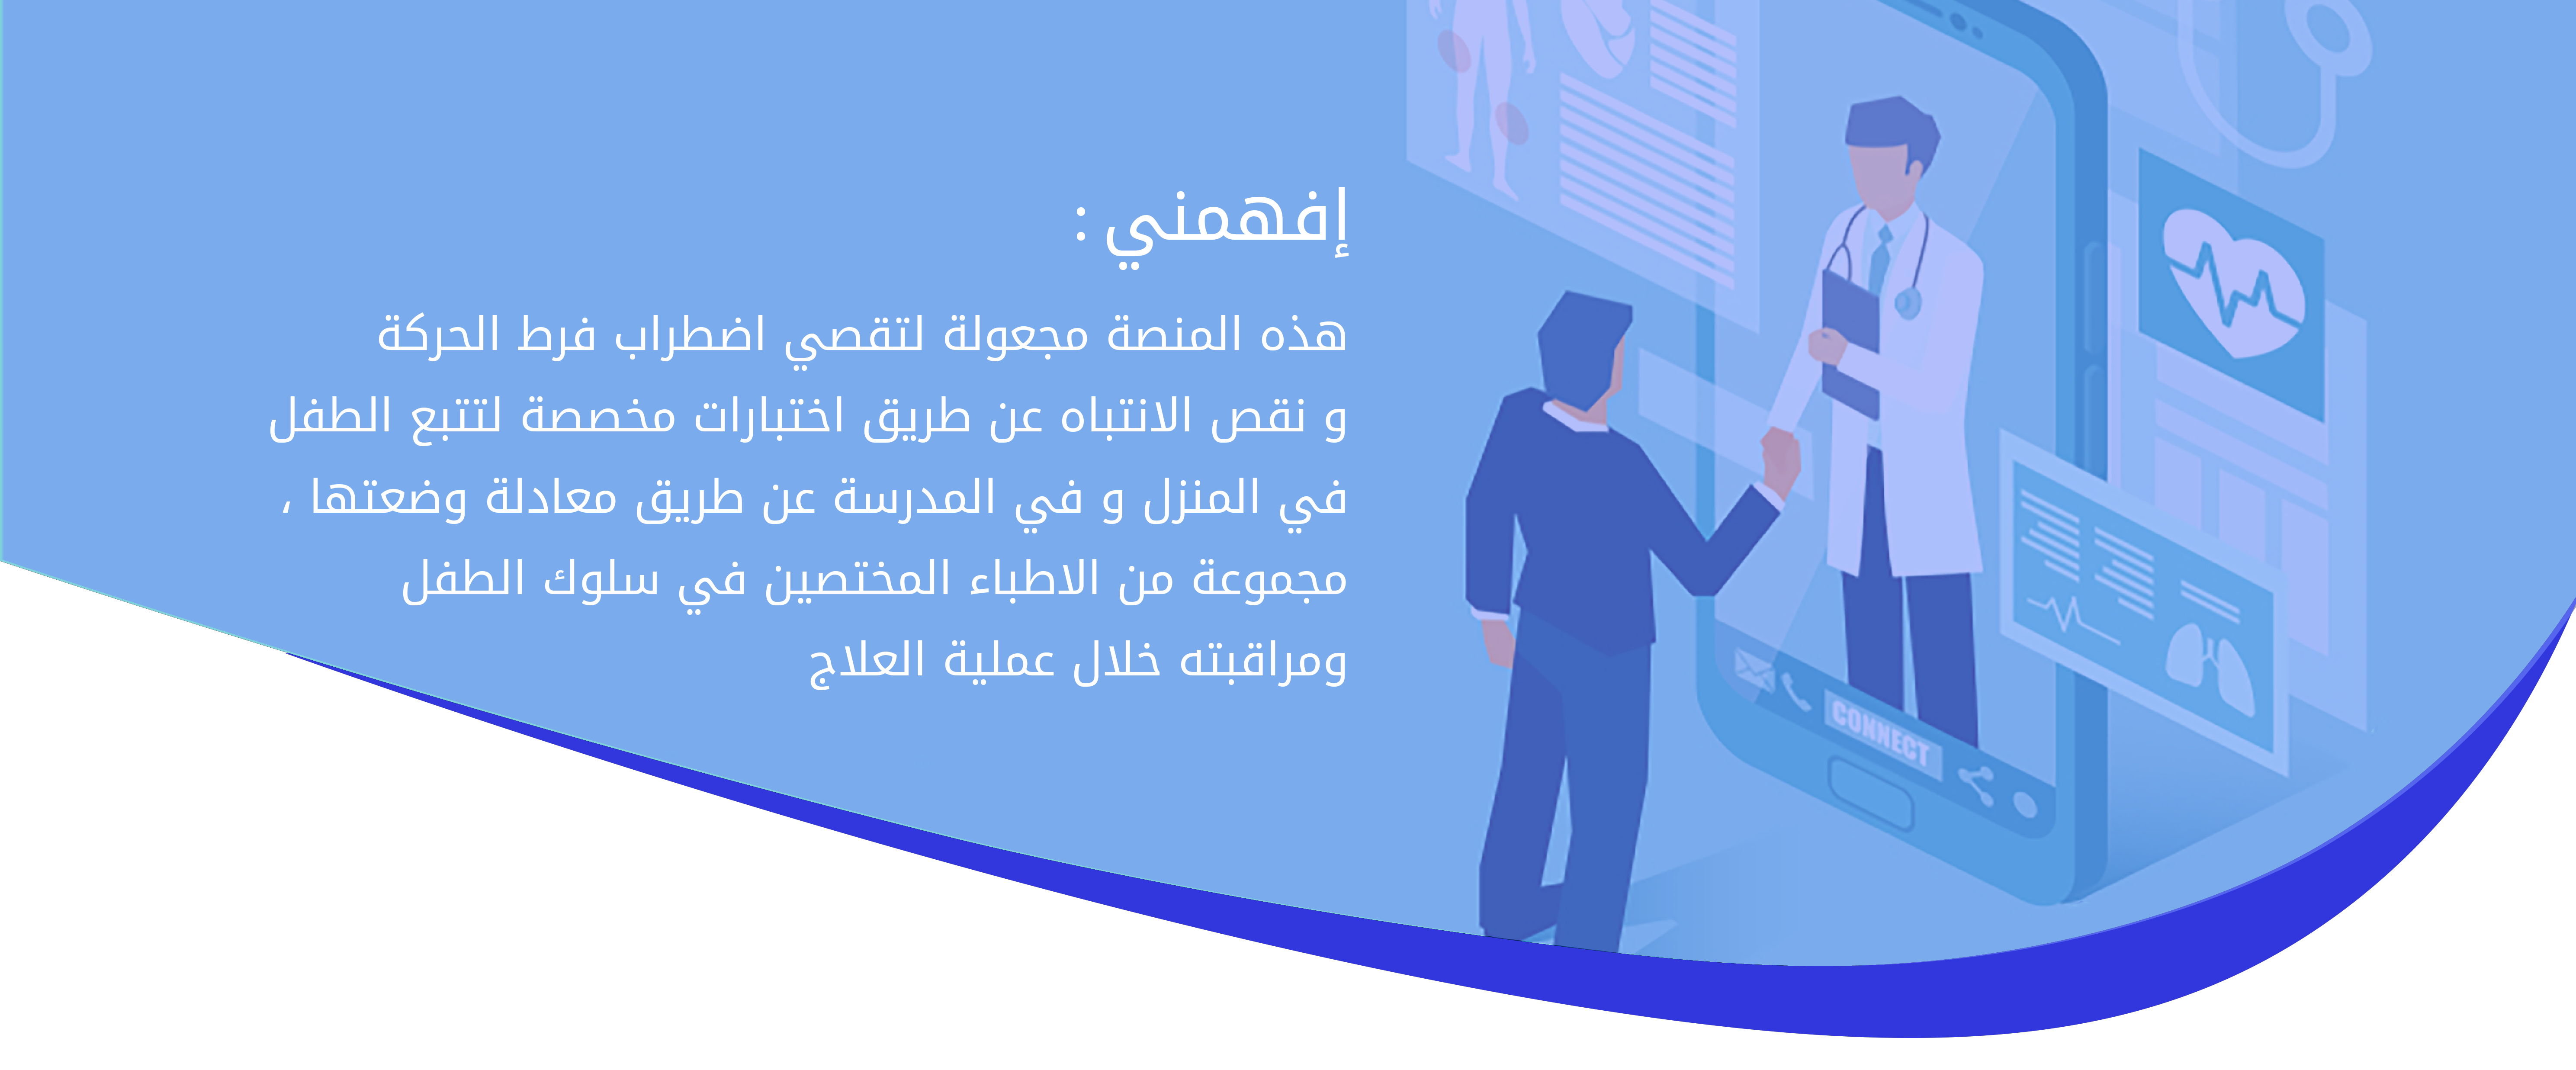 إفهمني :
هذه المنصة مجعولة لتقصي اضطراب فرط الحركة
و نقص الانتباه عن طريق اختبارات مخصصة لتتبع الطفل
في المنزل و في المدرسة عن طريق معادلة وضعتها ،
مجموعة من الاطباء المختصين في سلوك الطفل
ومراقبته خلال عملية العلاج
CONNECT